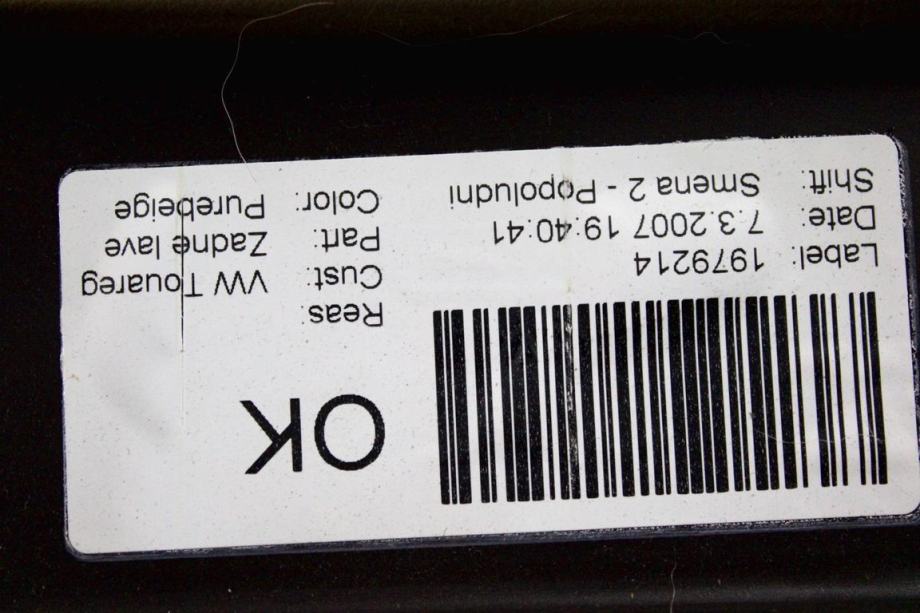 OK
Reas:
Cust: VW Touareg
Part: Zadne lave
Color: Purebeige
Label: 1979214
Date: 7.3.2007 19:40:41
Shift: Smena 2 - Popoludni